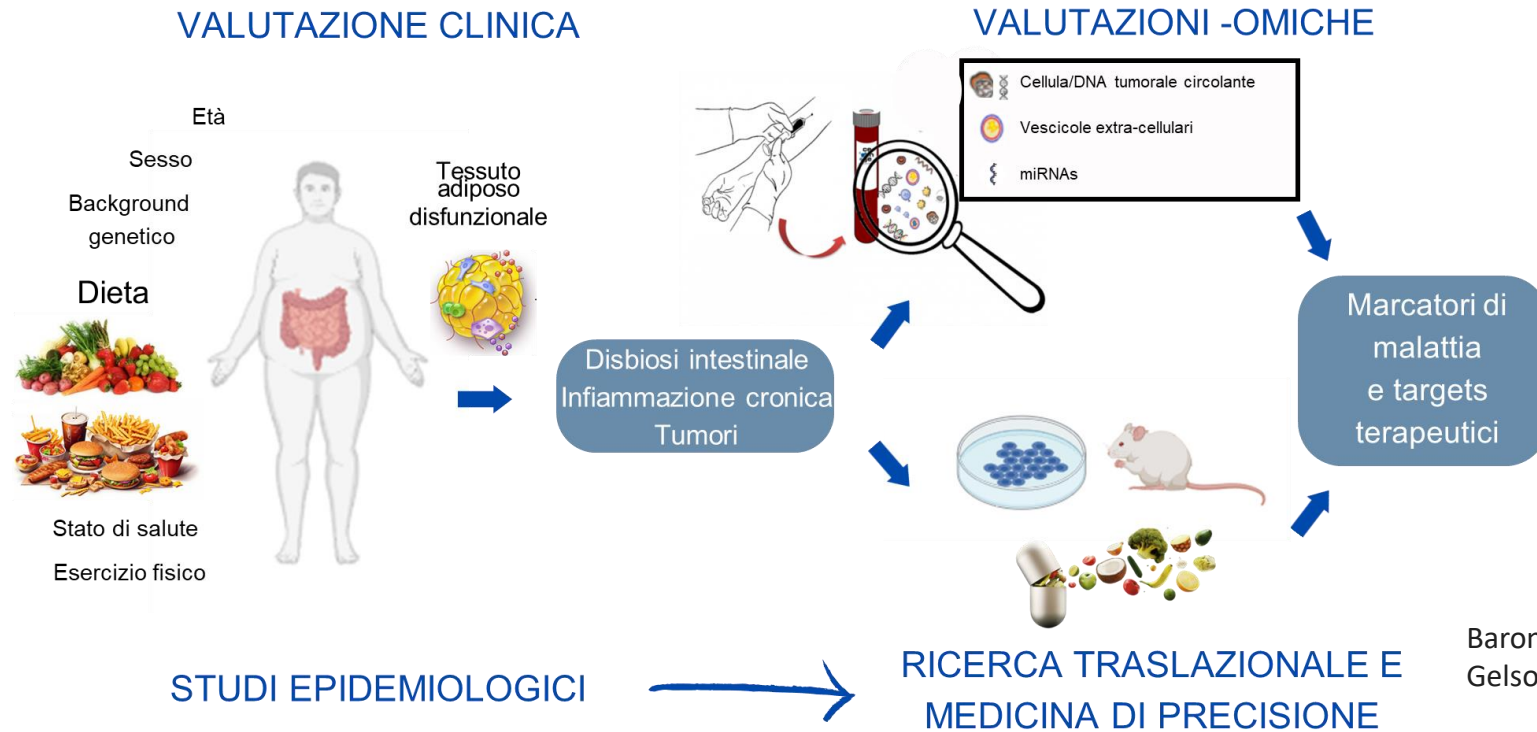 VALUTAZIONE CLINICA
Età
Sesso
Background
genetico
Dieta
Stato di salute
Esercizio fisico
Tessuto
adiposo
disfunzionale
Disbiosi intestinale
Infiammazione cronica
Tumori
VALUTAZIONI -OMICHE
Cellula/DNA tumorale circolante
Vescicole extra-cellulari
miRNAs
Marcatori di
malattia
e targets
terapeutici
STUDI EPIDEMIOLOGICI
RICERCA TRASLAZIONALE E
MEDICINA DI PRECISIONE